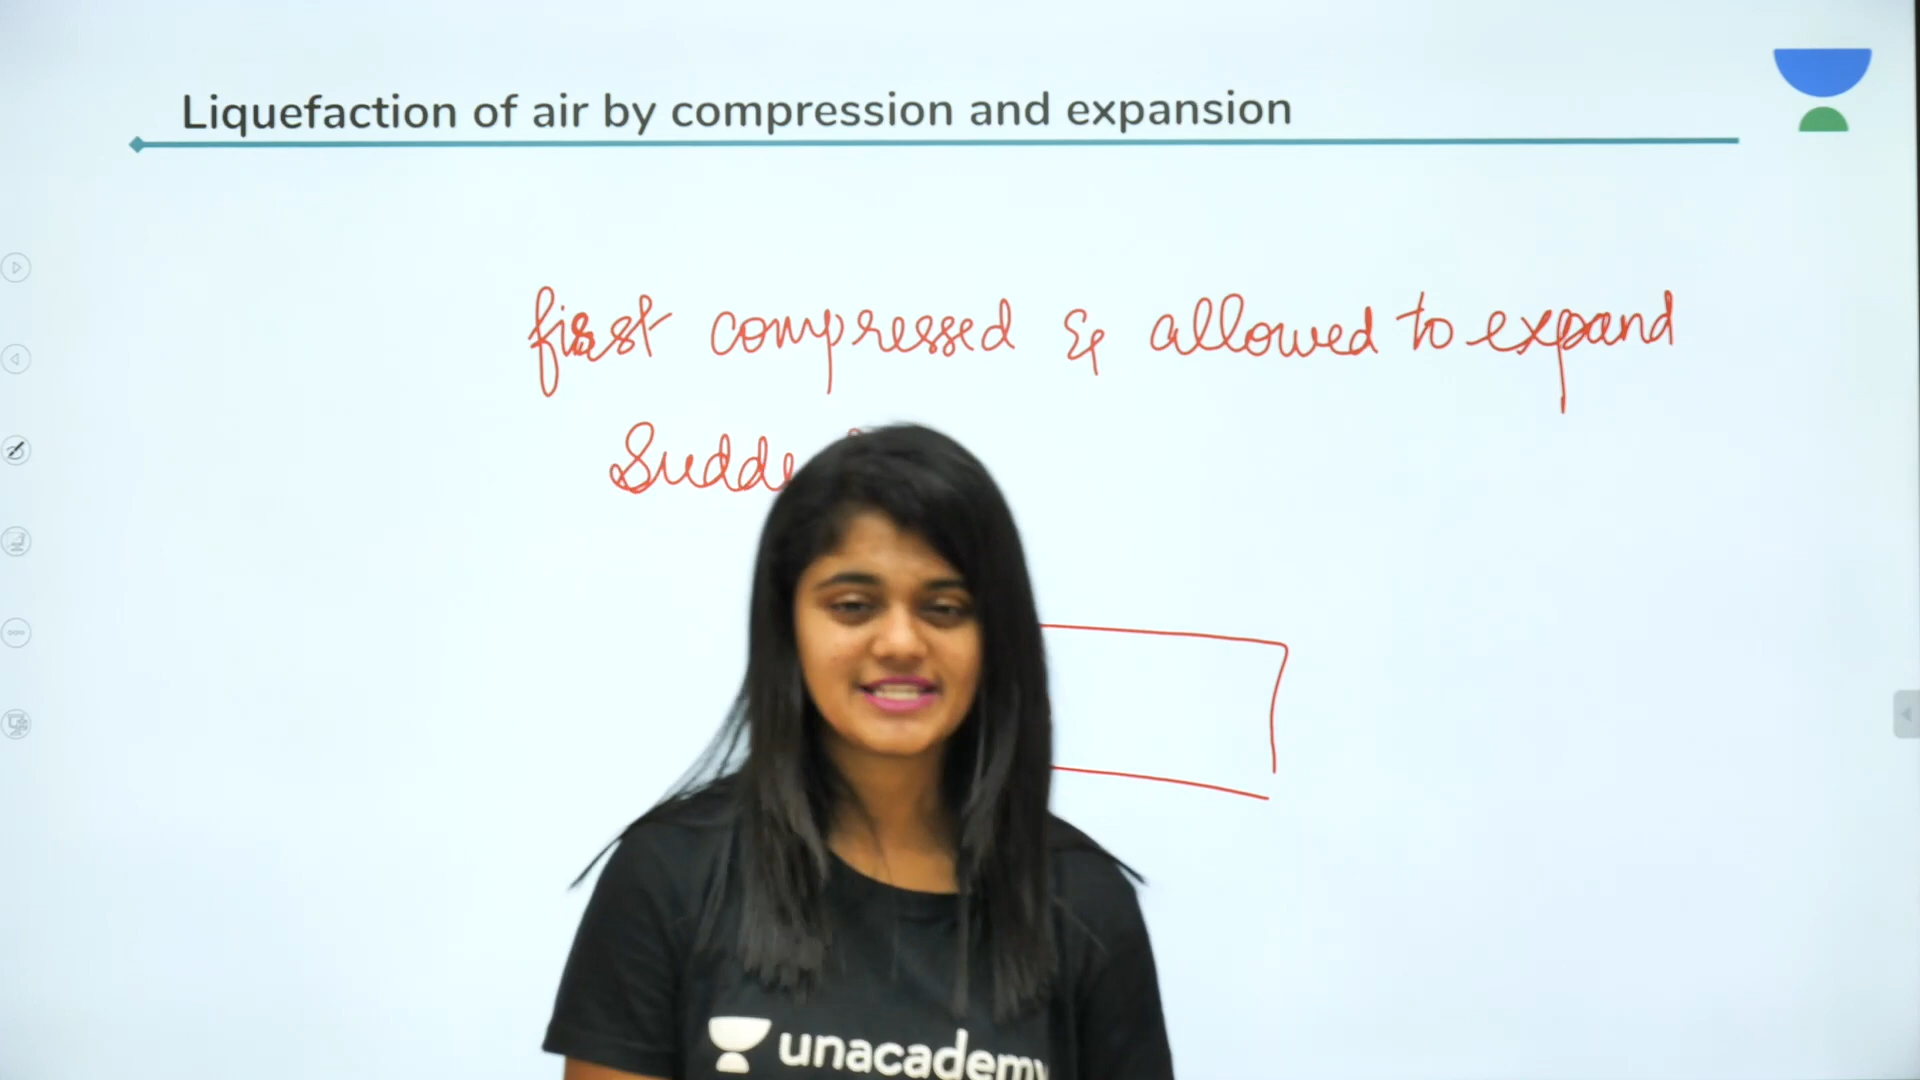 Liquefaction of air by compression and expansion
first compressed & allowed to expand
unacademy